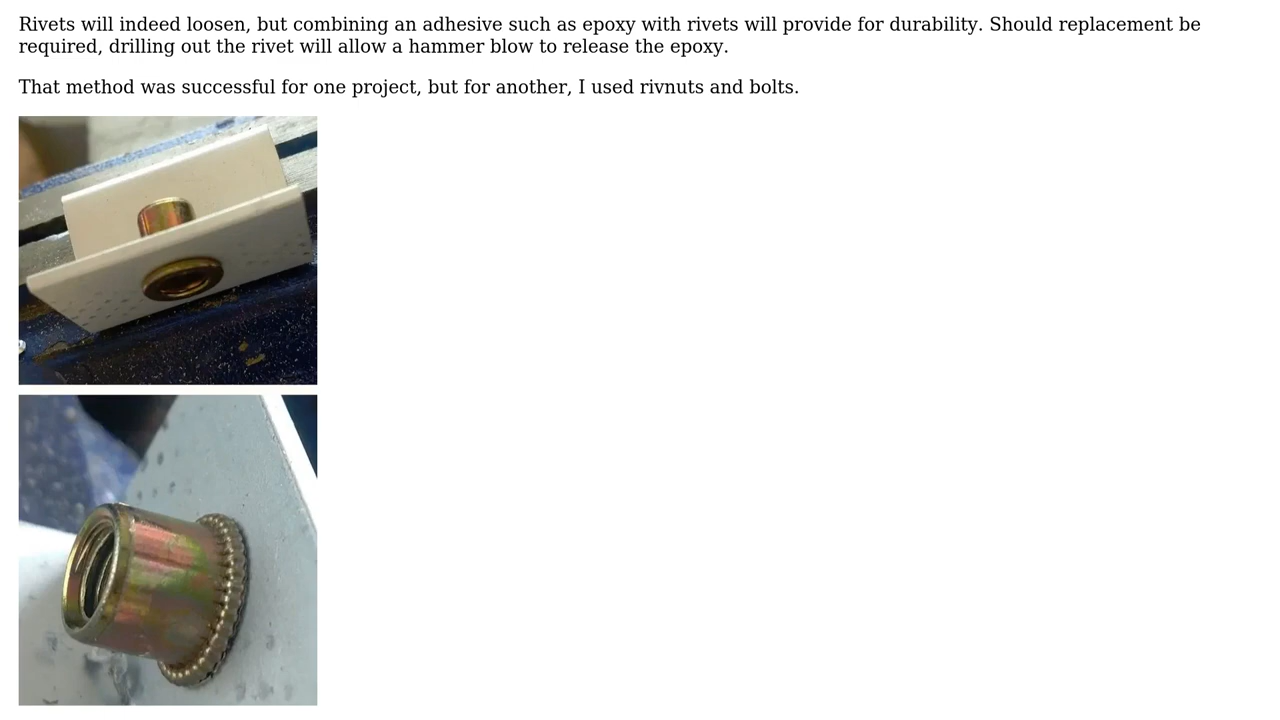 Rivets will indeed loosen, but combining an adhesive such as epoxy with rivets will provide for durability. Should replacement be
required, drilling out the rivet will allow a hammer blow to release the epoxy.
That method was successful for one project, but for another, I used rivnuts and bolts.